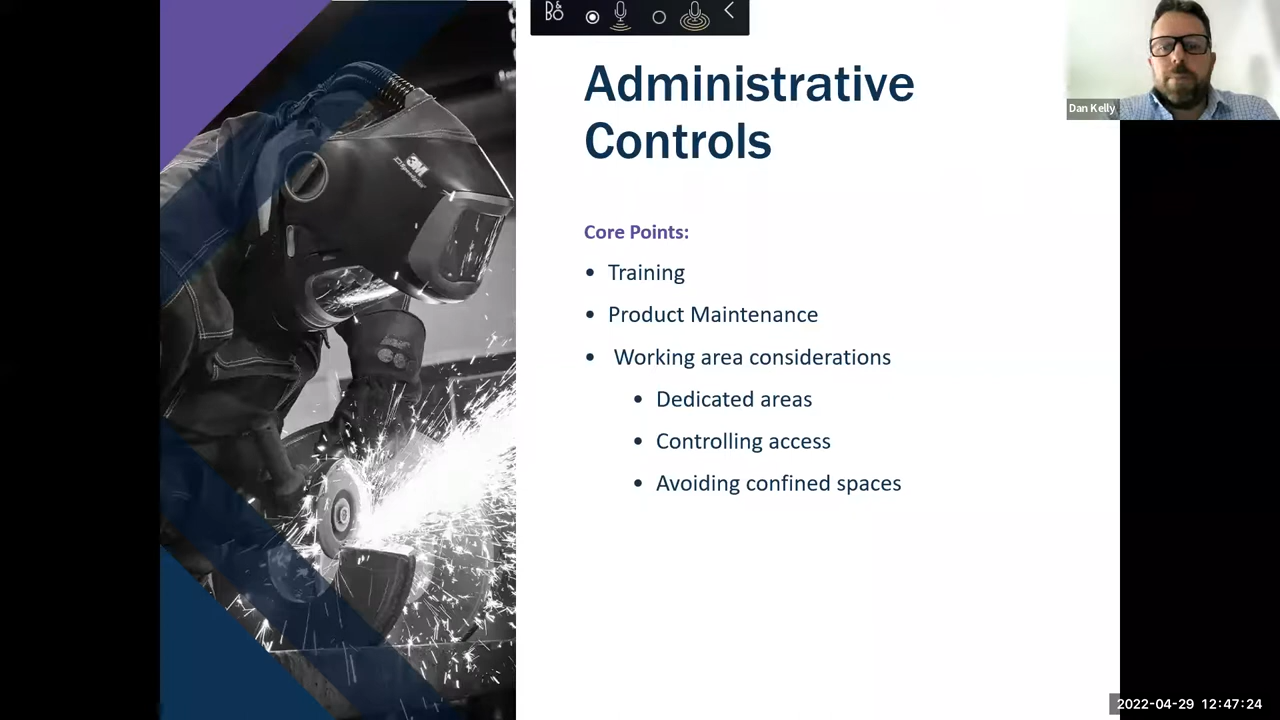 B&O
Administrative
Controls
Dan Kelly
3M
Speedglas
Core Points:
• Training
• Product Maintenance
• Working area considerations
• Dedicated areas
• Controlling access
• Avoiding confined spaces
2022-04-29 12:47:24